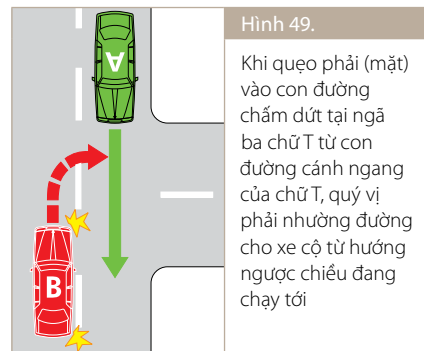 Hình 49.
Khi quẹo phải (mặt)
vào con đường
chấm dứt tại ngã
ba chữ T từ con
đường cánh ngang
của chữ T, quý vị
phải nhường đường
cho xe cộ từ hướng
ngược chiều đang
chạy tới
A
B